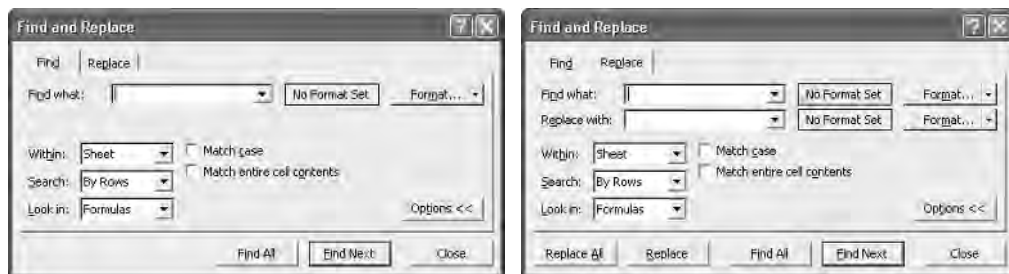 Find and Replace
Find Replace
Find what: No Format Set Format...
Within: Sheet Match case
Search: By Rows Match entire cell contents
Look in: Formulas
Options <<
Find All Find Next Close
Find and Replace
Find Replace
Find what: No Format Set Format...
Replace with: No Format Set Format...
Within: Sheet Match case
Search: By Rows Match entire cell contents
Look in: Formulas
Options <<
Replace All Replace Find All Find Next Close